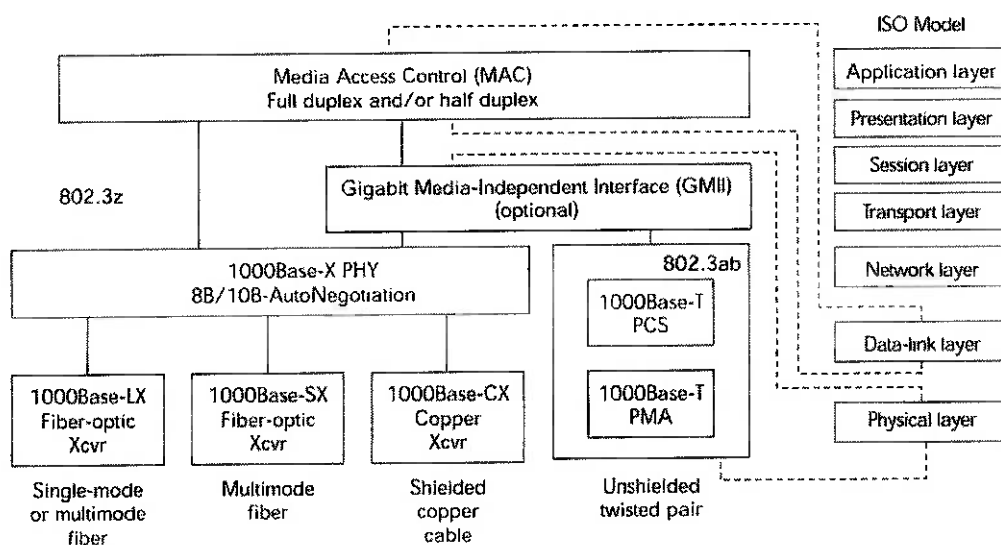 ISO Model
Media Access Control (MAC)
Full duplex and/or half duplex
Application layer
Presentation layer
Session layer
Transport layer
Network layer
Data-link layer
Physical layer
802.3z
Gigabit Media-Independent Interface (GMII)
(optional)
1000Base-X PHY
8B/10B-AutoNegotiation
802.3ab
1000Base-T
PCS
1000Base-T
PMA
1000Base-LX
Fiber-optic
Xcvr
1000Base-SX
Fiber-optic
Xcvr
1000Base-CX
Copper
Xcvr
Single-mode
or multimode
fiber
Multimode
fiber
Shielded
copper
cable
Unshielded
twisted pair